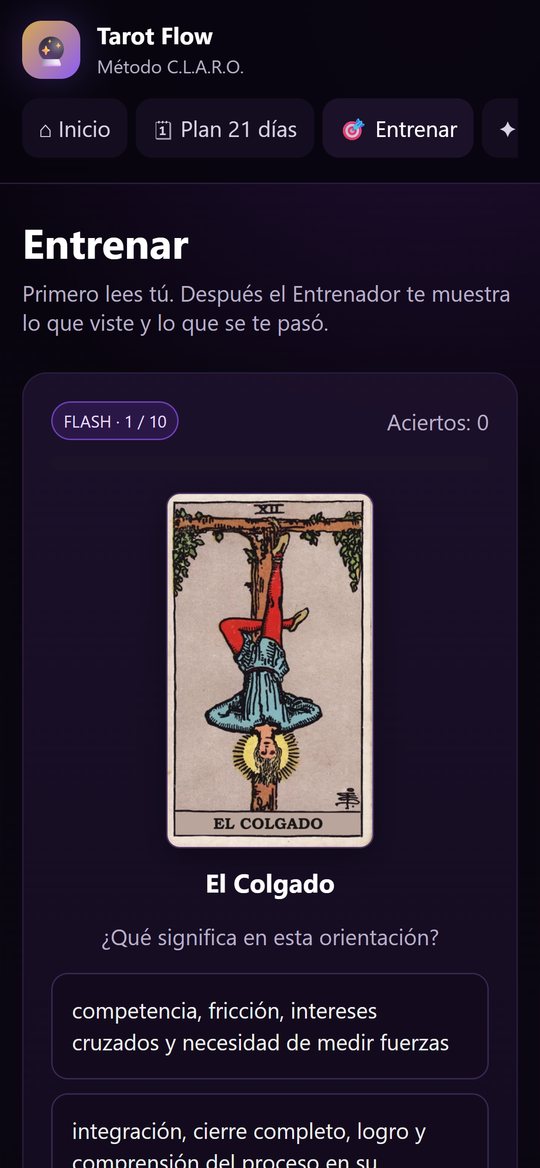 Tarot Flow
Método C.L.A.R.O.
Inicio
Plan 21 días
Entrenar
Entrenar
Primero lees tú. Después el Entrenador te muestra
lo que viste y lo que se te pasó.
FLASH · 1 / 10
Aciertos: 0
XII
EL COLGADO
El Colgado
¿Qué significa en esta orientación?
competencia, fricción, intereses
cruzados y necesidad de medir fuerzas
integración, cierre completo, logro y
comprensión del proceso en su